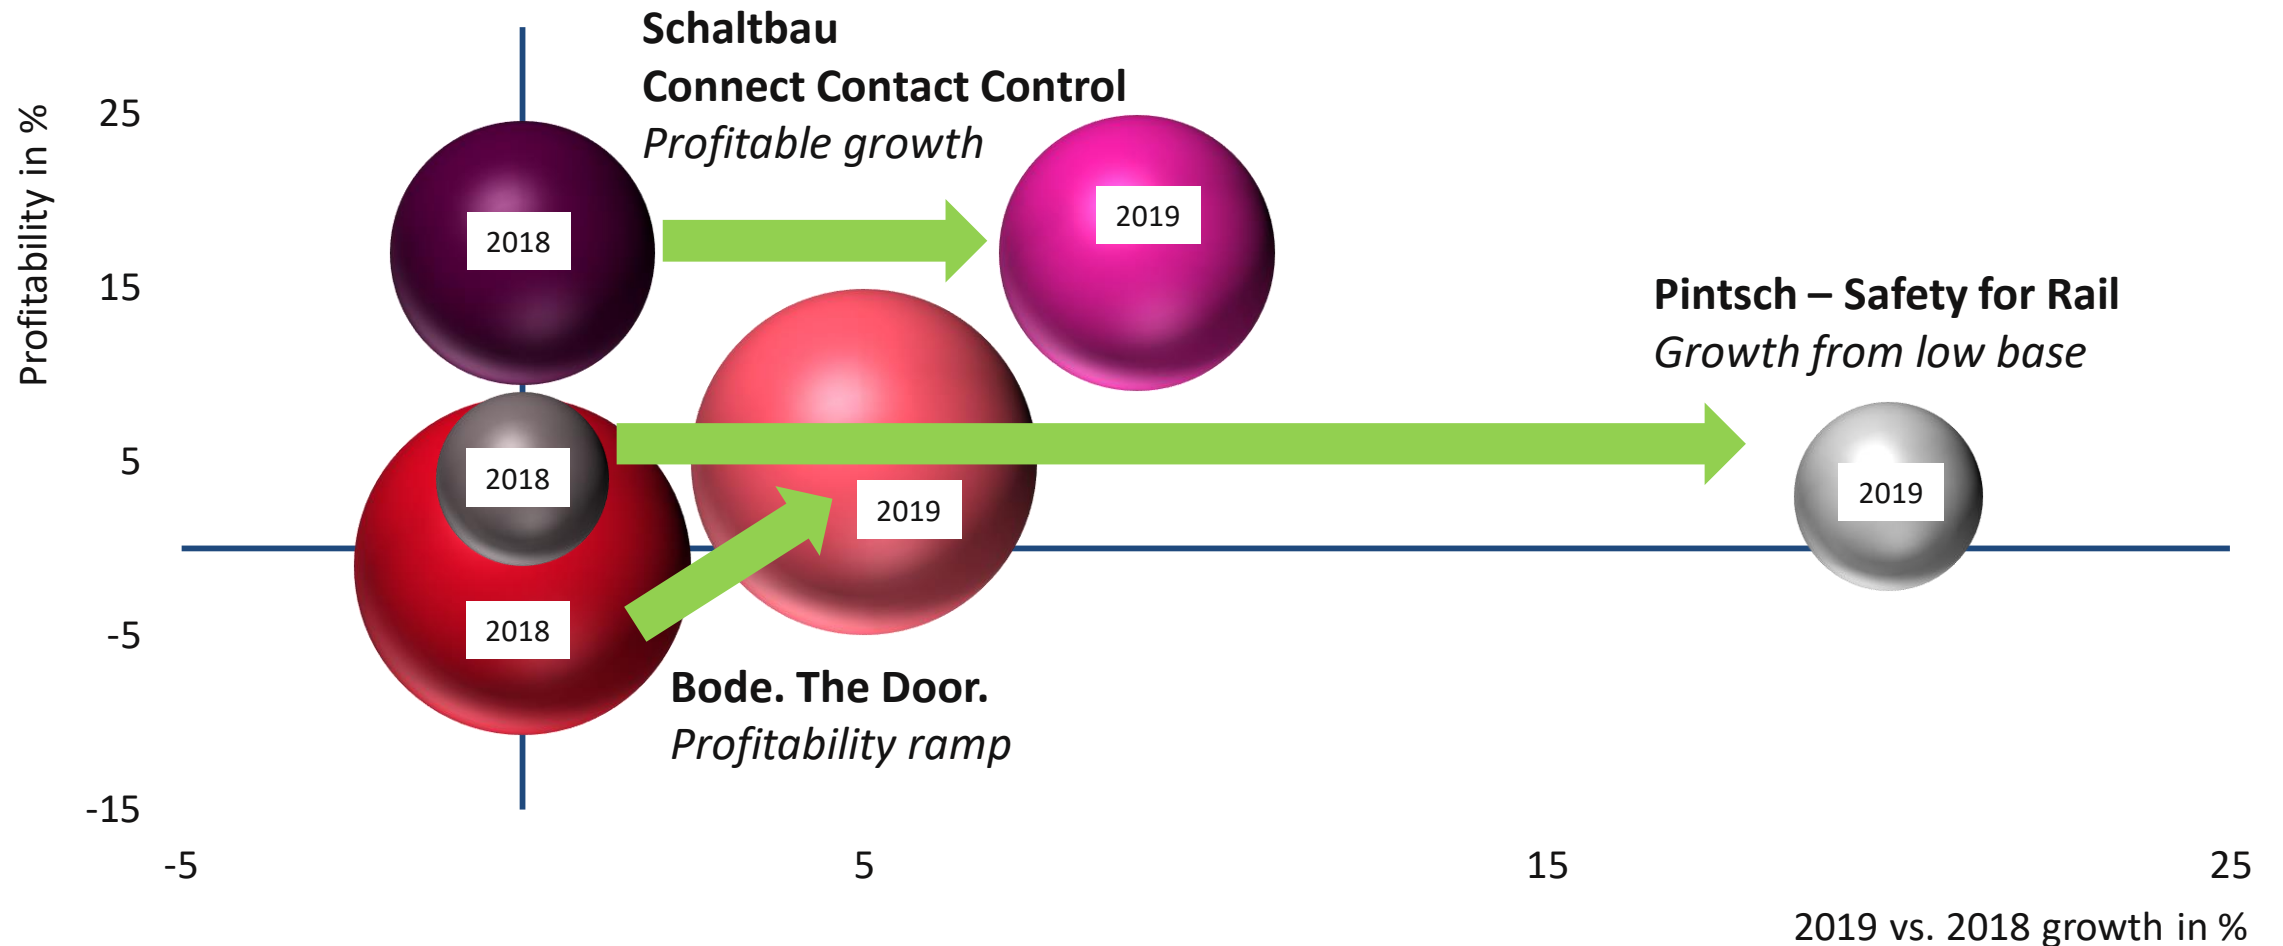 Schaltbau
Connect Contact Control
Profitable growth
Profitability in %
25
15
5
-5
-15
2018
2019
2018
2018
2019
2019
Pintsch – Safety for Rail
Growth from low base
Bode. The Door.
Profitability ramp
-5
5
15
25
2019 vs. 2018 growth in %